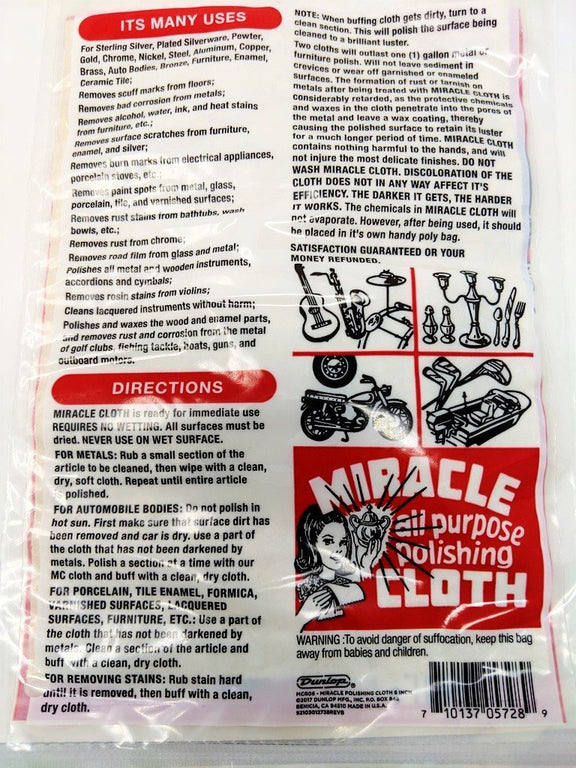 ITS MANY USES
For Sterling Silver, Plated Silverware, Pewter,
Gold, Chrome, Nickel, Steel, Aluminum, Copper,
Brass, Auto Bodies, Bronze, Furniture, Enamel,
Ceramic Tile;
Removes scuff marks from floors;
Removes bad corrosion from metals;
Removes alcohol, water, ink, and heat stains
from furniture, etc.;
Removes surface scratches from furniture,
enamel, and silver;
Removes burn marks from electrical appliances,
porcelain stoves, etc.;
Removes paint spots from metal, glass,
porcelain, tile, and varnished surfaces;
Removes rust stains from bathtubs, wash
bowls, etc.;
Removes rust from chrome;
Removes road film from glass and metal;
Polishes all metal and wooden instruments,
accordions and cymbals;
Removes rosin stains from violins;
Cleans lacquered instruments without harm;
Polishes and waxes the wood and enamel parts,
and removes rust and corrosion from the metal
of golf clubs, fishing tackle, boats, guns, and
outboard motors.
DIRECTIONS
MIRACLE CLOTH is ready for immediate use
REQUIRES NO WETTING. All surfaces must be
dried. NEVER USE ON WET SURFACE.
FOR METALS: Rub a small section of the
article to be cleaned, then wipe with a clean,
dry, soft cloth. Repeat until entire article
is polished.
FOR AUTOMOBILE BODIES: Do not polish in
hot sun. First make sure that surface dirt has
been removed and car is dry. Use a part of
the cloth that has not been darkened by
metals. Polish a section at a time with our
MC cloth and buff with a clean, dry cloth.
FOR PORCELAIN, TILE ENAMEL, FORMICA,
VARNISHED SURFACES, LACQUERED
SURFACES, FURNITURE, ETC.: Use a part of
the cloth that has not been darkened by
metals. Clean a section of the article and
buff with a clean, dry cloth.
FOR REMOVING STAINS: Rub stain hard
until it is removed, then buff with a clean,
dry cloth.
NOTE: When buffing cloth gets dirty, turn to a
clean section. This will polish the surface being
cleaned to a brilliant luster.
Two cloths will outlast one (1) gallon metal or
furniture polish. Will not leave sediment in
crevices or wear off garnished or enameled
surfaces. The formation of rust or tarnish on
metals after being treated with MIRACLE CLOTH is
considerably retarded, as the protective chemicals
and waxes in the cloth penetrate into the pores of
the metal and leave a wax coating, thereby
causing the polished surface to retain its luster
for a much longer period of time. MIRACLE CLOTH
contains nothing harmful to the hands, and will
not injure the most delicate finishes. DO NOT
WASH MIRACLE CLOTH. DISCOLORATION OF THE
CLOTH DOES NOT IN ANY WAY AFFECT IT'S
EFFICIENCY. THE DARKER IT GETS, THE HARDER
IT WORKS. The chemicals in MIRACLE CLOTH will
not evaporate. However, after being used, it should
be placed in it's own handy poly bag.
SATISFACTION GUARANTEED OR YOUR
MONEY REFUNDED.
MIRACLE
all purpose
polishing
CLOTH
WARNING :To avoid danger of suffocation, keep this bag
away from babies and children.
Dunlop
MC806 - MIRACLE POLISHING CLOTH 6 INCH
©2017 DUNLOP MFG., INC. P.O. BOX 846
BENICIA, CA 94510 MADE IN U.S.A.
92103012738REVB
7 10137 05728 9